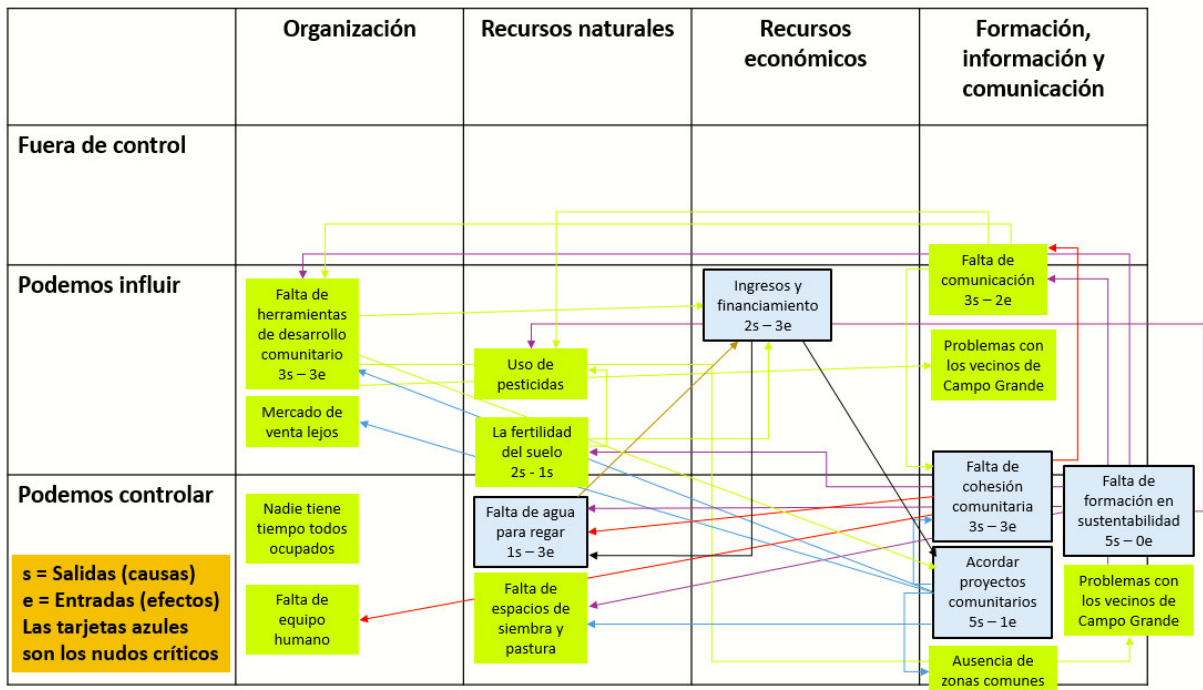 Organización
Recursos naturales
Recursos
económicos
Formación,
información y
comunicación
Fuera de control
Podemos influir
Falta de
herramientas
de desarrollo
comunitario
3s – 3e
Mercado de
venta lejos
Uso de
pesticidas
La fertilidad
del suelo
2s - 1s
Ingresos y
financiamiento
2s – 3e
Falta de
comunicación
3s – 2e
Problemas con
los vecinos de
Campo Grande
Podemos controlar
Nadie tiene
tiempo todos
ocupados
Falta de
equipo
humano
Falta de agua
para regar
1s – 3e
Falta de
espacios de
siembra y
pastura
Falta de
cohesión
comunitaria
3s – 3e
Acordar
proyectos
comunitarios
5s – 1e
Ausencia de
zonas comunes
Falta de
formación en
sustentabilidad
5s – 0e
Problemas con
los vecinos de
Campo Grande
s = Salidas (causas)
e = Entradas (efectos)
Las tarjetas azules
son los nudos críticos